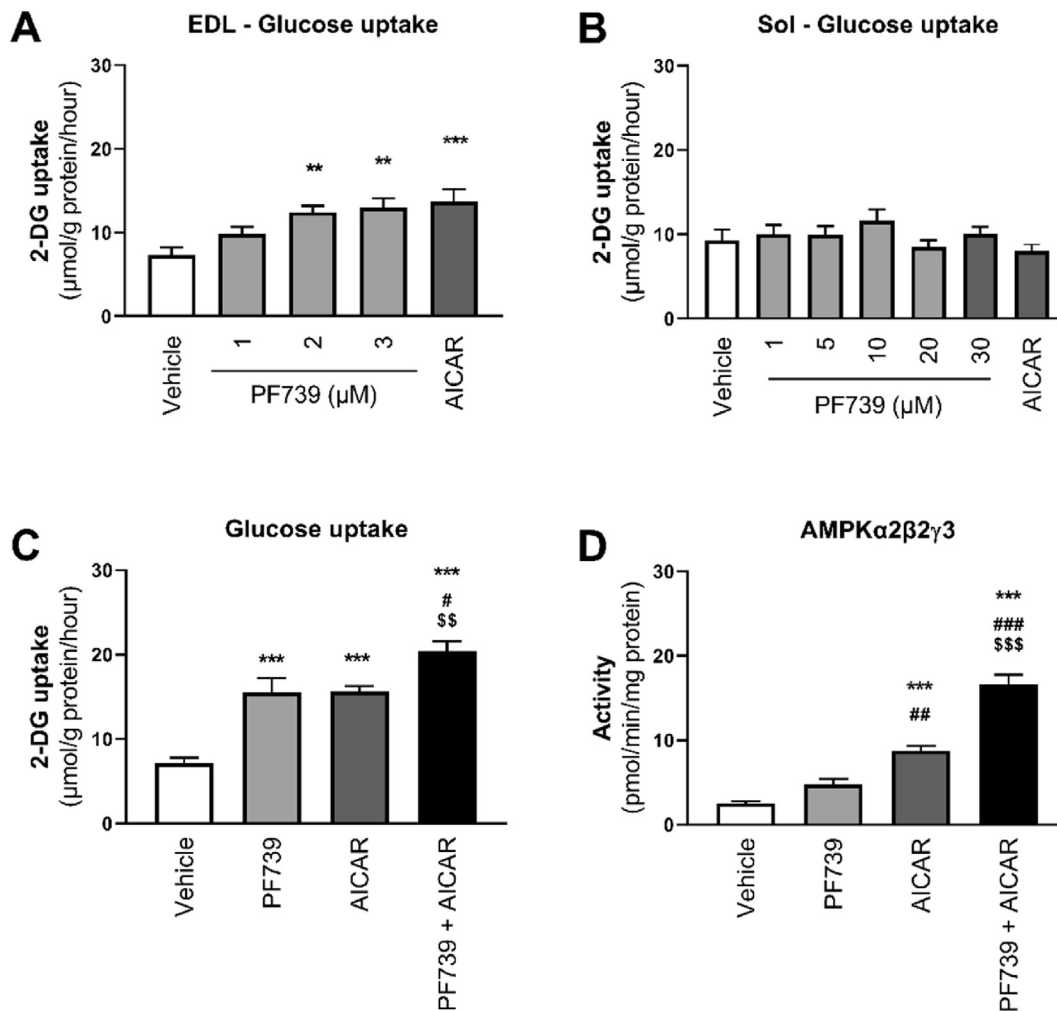 A
EDL - Glucose uptake
2-DG uptake
(µmol/g protein/hour)
30
20
10
0
**
**
***
Vehicle
1
2
3
AICAR
PF739 (µM)
B
Sol - Glucose uptake
2-DG uptake
(µmol/g protein/hour)
30
20
10
0
Vehicle
1
5
10
20
30
AICAR
PF739 (µM)
C
Glucose uptake
2-DG uptake
(µmol/g protein/hour)
30
20
10
0
***
***
***
#
$$
Vehicle
PF739
AICAR
PF739 + AICAR
D
AMPKα2β2γ3
Activity
(pmol/min/mg protein)
30
20
10
0
***
##
***
###
$$$
Vehicle
PF739
AICAR
PF739 + AICAR